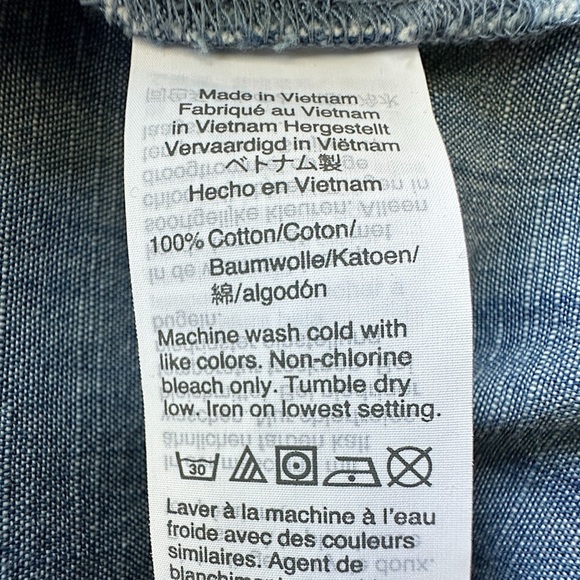 Made in Vietnam
Fabriqué au Vietnam
in Vietnam Hergestellt
Vervaardigd in Viëtnam
ベトナム製
Hecho en Vietnam
100% Cotton/Coton/
Baumwolle/Katoen/
綿/algodón
Machine wash cold with
like colors. Non-chlorine
bleach only. Tumble dry
low. Iron on lowest setting.
30
Laver à la machine à l'eau
froide avec des couleurs
similaires. Agent de